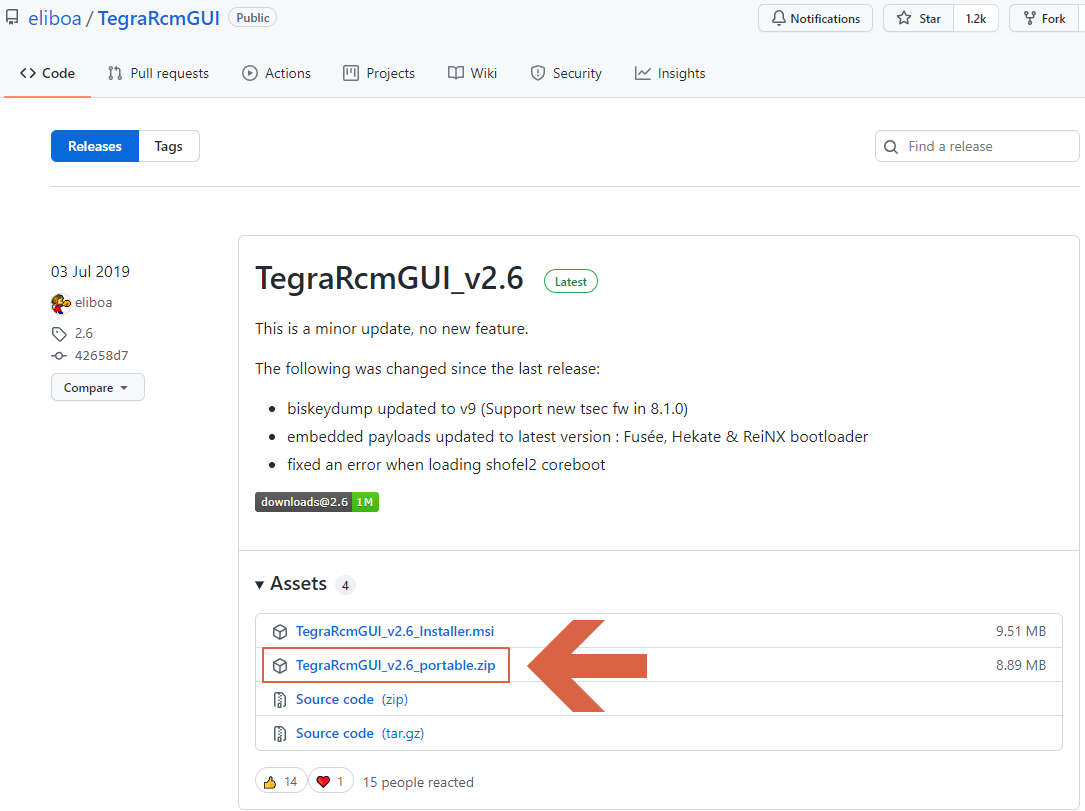 eliboa / TegraRcmGUI Public
Notifications Star 1.2k Fork
Code Pull requests Actions Projects Wiki Security Insights
Releases Tags Find a release
03 Jul 2019
eliboa
2.6
42658d7
Compare
TegraRcmGUI_v2.6 Latest
This is a minor update, no new feature.
The following was changed since the last release:
biskeydump updated to v9 (Support new tsec fw in 8.1.0)
embedded payloads updated to latest version : Fusée, Hekate & ReiNX bootloader
fixed an error when loading shofel2 coreboot
downloads@2.6 1M
Assets 4
TegraRcmGUI_v2.6_Installer.msi 9.51 MB
TegraRcmGUI_v2.6_portable.zip 8.89 MB
Source code (zip)
Source code (tar.gz)
14 1 15 people reacted